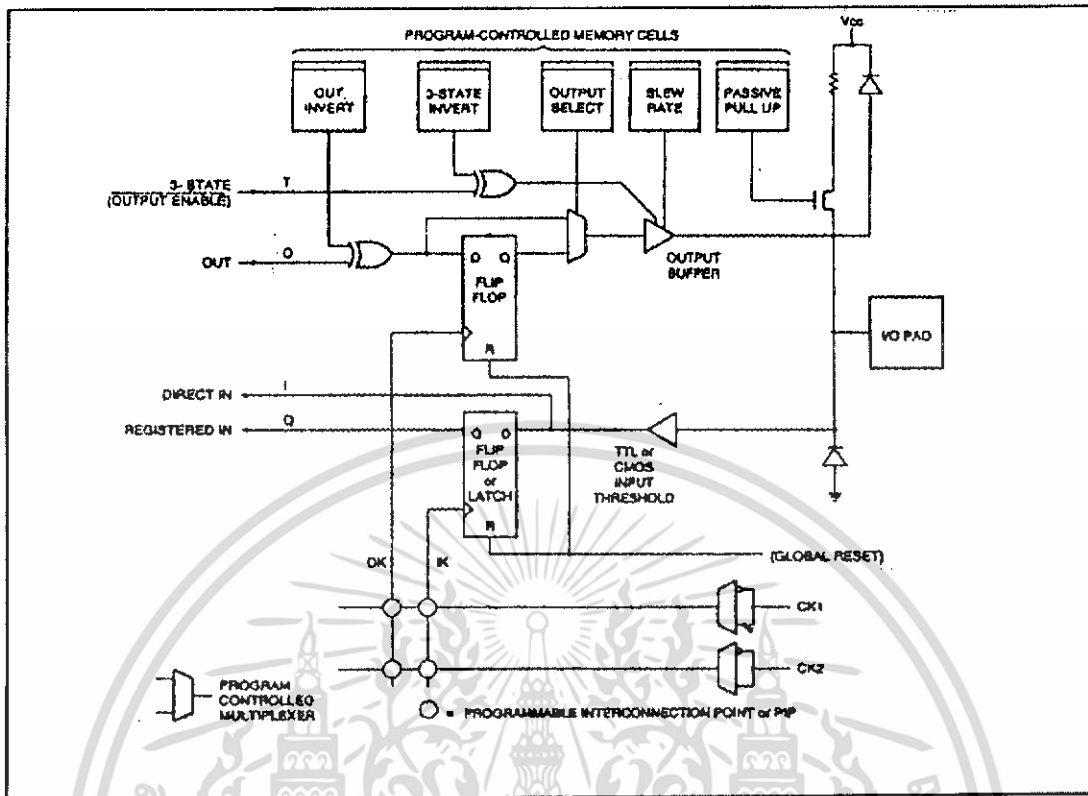 Vcc
PROGRAM-CONTROLLED MEMORY CELLS
OUT INVERT
3-STATE INVERT
OUTPUT SELECT
SLEW RATE
PASSIVE PULL UP
3- STATE
(OUTPUT ENABLE)
T
OUT
O
D Q
FLIP FLOP
R
OUTPUT BUFFER
I/O PAD
DIRECT IN
I
REGISTERED IN
Q
Q D
FLIP FLOP or LATCH
R
TTL or CMOS INPUT THRESHOLD
OK
IK
(GLOBAL RESET)
CK1
CK2
PROGRAM CONTROLLED MULTIPLEXER
= PROGRAMMABLE INTERCONNECTION POINT or PIP